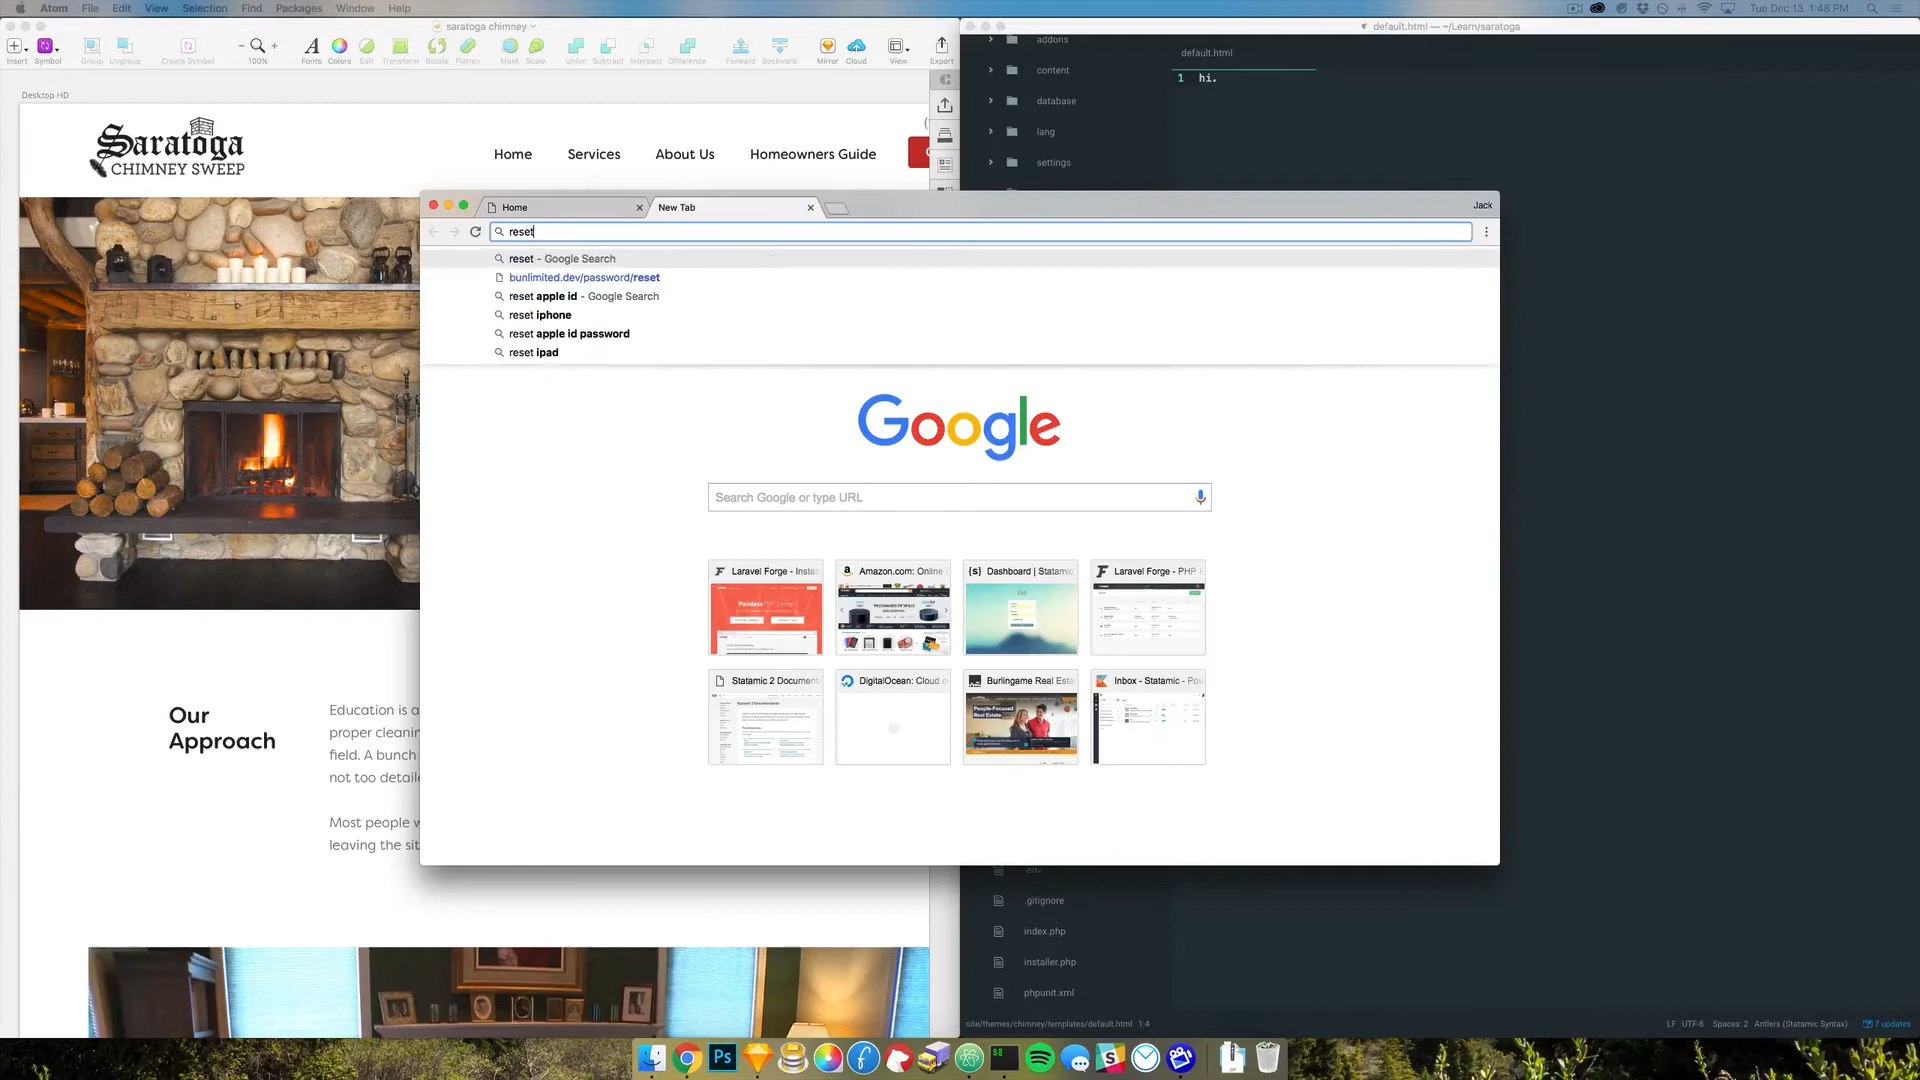 Atom File Edit View Selection Find Packages Window Help
Tue Dec 13 1:48 PM
saratoga chimney
default.html — ~/Learn/saratoga
Insert Symbol Group Ungroup Create Symbol 100% Fonts Colors Edit Transform Rotate Flatten Mask Scale Union Subtract Intersect Difference Forward Backward Mirror Cloud View Export
Desktop HD
Saratoga
CHIMNEY SWEEP
Home Services About Us Homeowners Guide
addons
content
database
lang
settings
default.html
1 hi.
Home
New Tab
Jack
reset
reset - Google Search
bunlimited.dev/password/reset
reset apple id - Google Search
reset iphone
reset apple id password
reset ipad
Google
Search Google or type URL
Laravel Forge - Instan
Amazon.com: Online
{s} Dashboard | Statamic
Laravel Forge - PHP
Statamic 2 Document
DigitalOcean: Cloud
Burlingame Real Esta
Inbox - Statamic - Pow
Our
Approach
Education is a
proper cleanin
field. A bunch
not too detaile
Most people w
leaving the sit
.env
.gitignore
index.php
installer.php
phpunit.xml
site/themes/chimney/templates/default.html 1:4
LF UTF-8 Spaces: 2 Antlers (Statamic Syntax) 7 updates
Ps